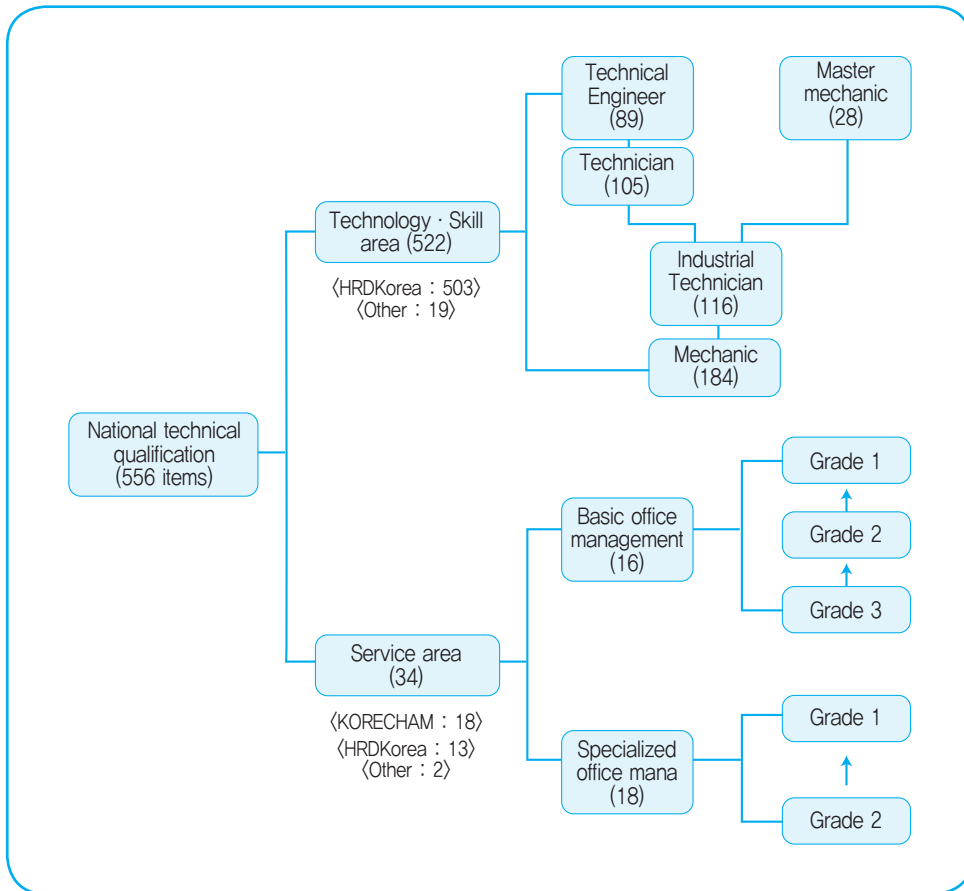 National technical
qualification
(556 items)
Technology · Skill
area (522)
〈HRDKorea : 503〉
〈Other : 19〉
Technical
Engineer
(89)
Master
mechanic
(28)
Technician
(105)
Industrial
Technician
(116)
Mechanic
(184)
Service area
(34)
〈KORECHAM : 18〉
〈HRDKorea : 13〉
〈Other : 2〉
Basic office
management
(16)
Grade 1
Grade 2
Grade 3
Specialized
office mana
(18)
Grade 1
Grade 2